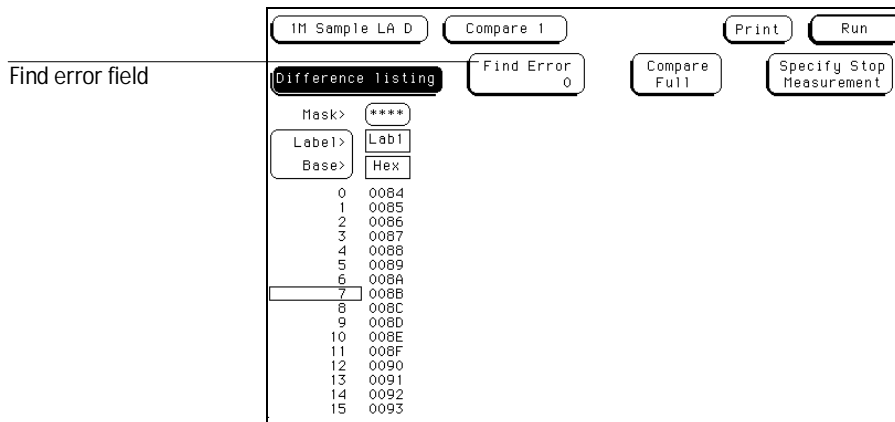 1M Sample LA D Compare 1 Print Run
Find error field
Difference listing Find Error 0 Compare Full Specify Stop Measurement
Mask> ****
Label> Lab1
Base> Hex
0 0084
1 0085
2 0086
3 0087
4 0088
5 0089
6 008A
7 008B
8 008C
9 008D
10 008E
11 008F
12 0090
13 0091
14 0092
15 0093